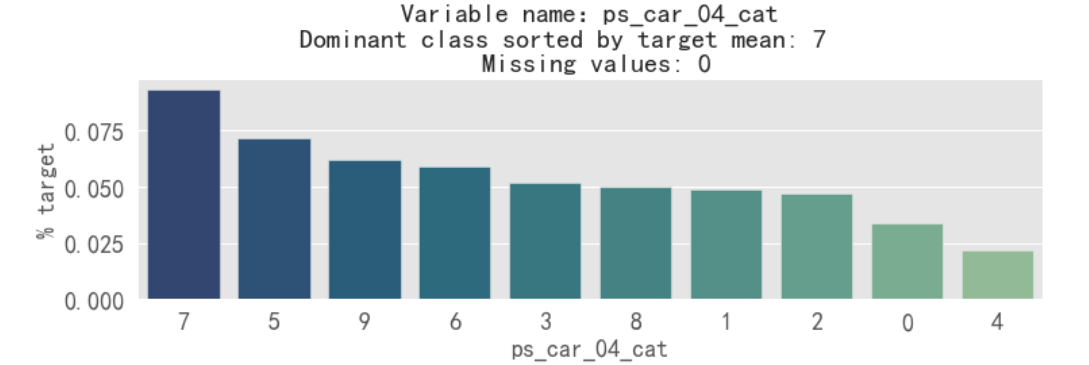 Variable name: ps_car_04_cat
Dominant class sorted by target mean: 7
Missing values: 0
% target
0.075
0.050
0.025
0.000
7 5 9 6 3 8 1 2 0 4
ps_car_04_cat